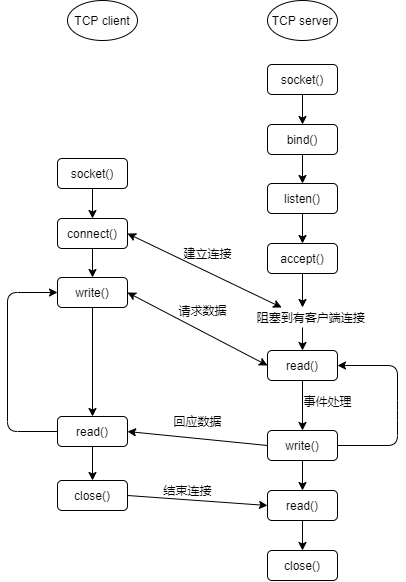 TCP client
TCP server
socket()
bind()
socket()
listen()
connect()
建立连接
accept()
write()
请求数据
阻塞到有客户端连接
read()
事件处理
回应数据
read()
write()
close()
结束连接
read()
close()